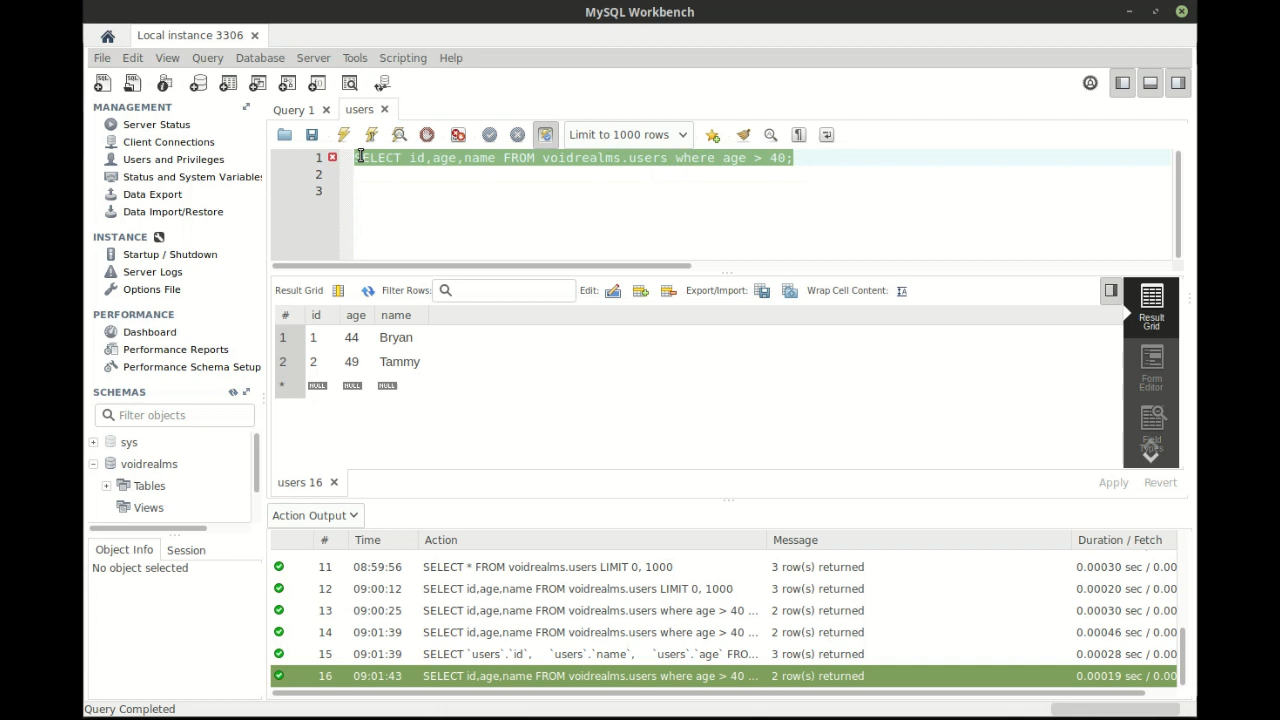 MySQL Workbench
Local instance 3306
File Edit View Query Database Server Tools Scripting Help
MANAGEMENT
Server Status
Client Connections
Users and Privileges
Status and System Variables
Data Export
Data Import/Restore
INSTANCE
Startup / Shutdown
Server Logs
Options File
PERFORMANCE
Dashboard
Performance Reports
Performance Schema Setup
SCHEMAS
Filter objects
sys
voidrealms
Tables
Views
Object Info Session
No object selected
Query 1 users
Limit to 1000 rows
1 SELECT id,age,name FROM voidrealms.users where age > 40;
2
3
Result Grid Filter Rows: Edit: Export/Import: Wrap Cell Content:
# id age name
1 1 44 Bryan
2 2 49 Tammy
* NULL NULL NULL
Result
Grid
Form
Editor
Field
Types
users 16 Apply Revert
Action Output
# Time Action Message Duration / Fetch
11 08:59:56 SELECT * FROM voidrealms.users LIMIT 0, 1000 3 row(s) returned 0.00030 sec / 0.00
12 09:00:12 SELECT id,age,name FROM voidrealms.users LIMIT 0, 1000 3 row(s) returned 0.00020 sec / 0.00
13 09:00:25 SELECT id,age,name FROM voidrealms.users where age > 40 ... 2 row(s) returned 0.00030 sec / 0.00
14 09:01:39 SELECT id,age,name FROM voidrealms.users where age > 40 ... 2 row(s) returned 0.00046 sec / 0.00
15 09:01:39 SELECT `users`.`id`, `users`.`name`, `users`.`age` FRO... 3 row(s) returned 0.00028 sec / 0.00
16 09:01:43 SELECT id,age,name FROM voidrealms.users where age > 40 ... 2 row(s) returned 0.00019 sec / 0.00
Query Completed